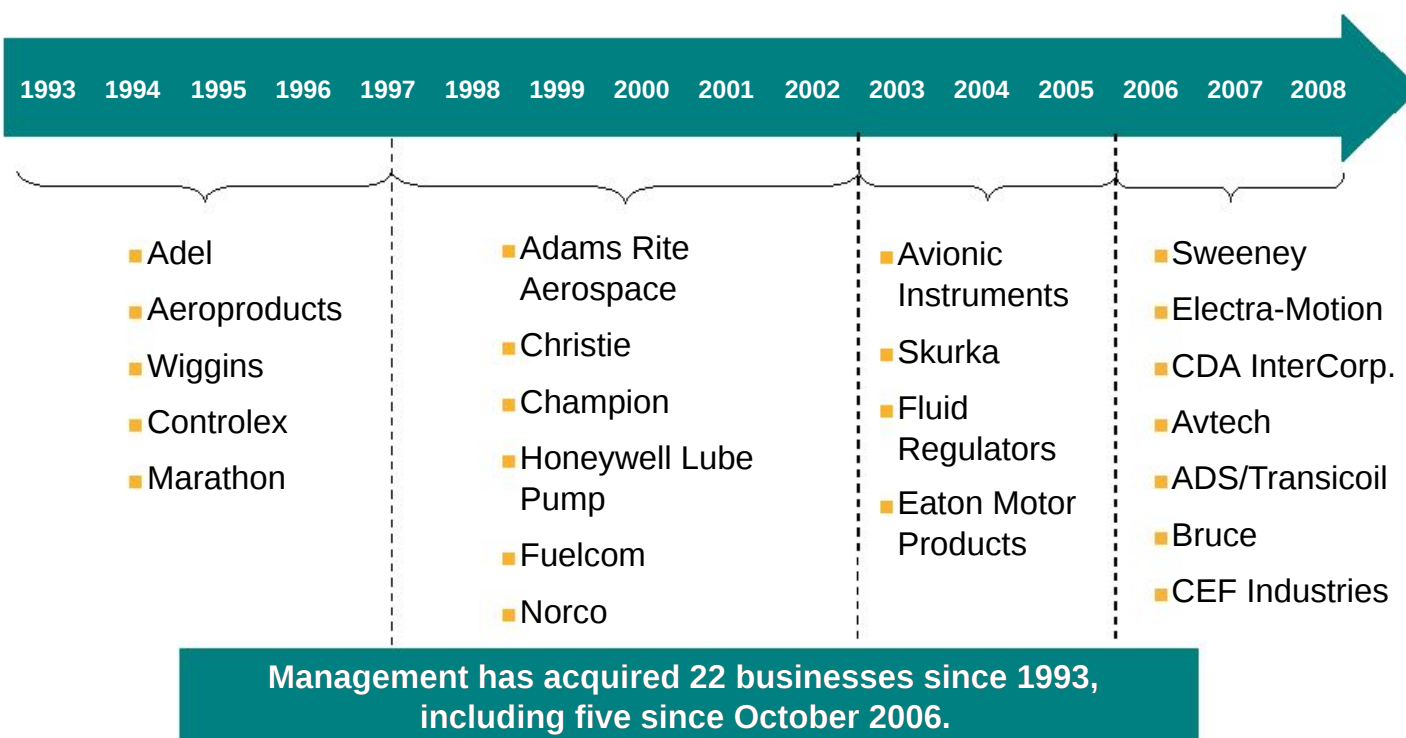 1993 1994 1995 1996 1997 1998 1999 2000 2001 2002 2003 2004 2005 2006 2007 2008
Adel
Aeroproducts
Wiggins
Controlex
Marathon
Adams Rite
Aerospace
Christie
Champion
Honeywell Lube
Pump
Fuelcom
Norco
Avionic
Instruments
Skurka
Fluid
Regulators
Eaton Motor
Products
Sweeney
Electra-Motion
CDA InterCorp.
Avtech
ADS/Transicoil
Bruce
CEF Industries
Management has acquired 22 businesses since 1993,
including five since October 2006.